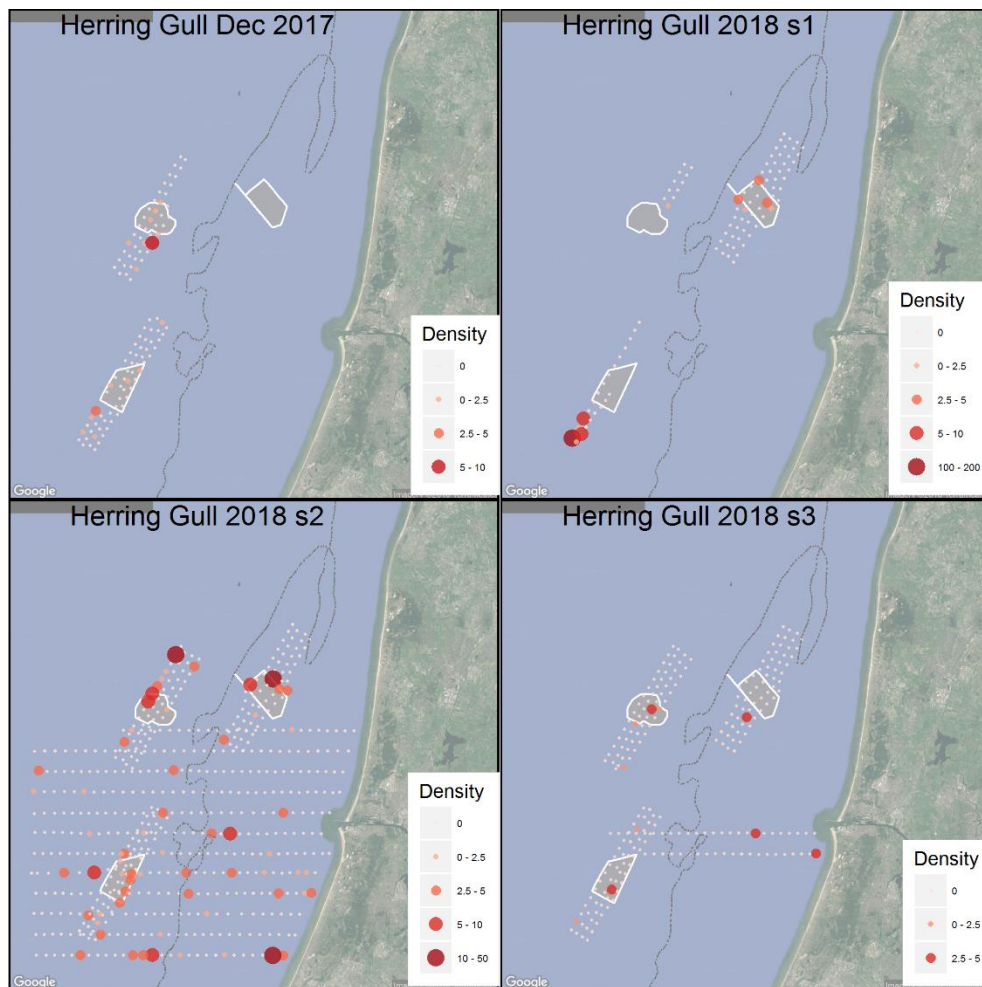 Herring Gull Dec 2017
Density
0
0 - 2.5
2.5 - 5
5 - 10
Google
Herring Gull 2018 s1
Density
0
0 - 2.5
2.5 - 5
5 - 10
100 - 200
Google
Herring Gull 2018 s2
Density
0
0 - 2.5
2.5 - 5
5 - 10
10 - 50
Google
Herring Gull 2018 s3
Density
0
0 - 2.5
2.5 - 5
Google